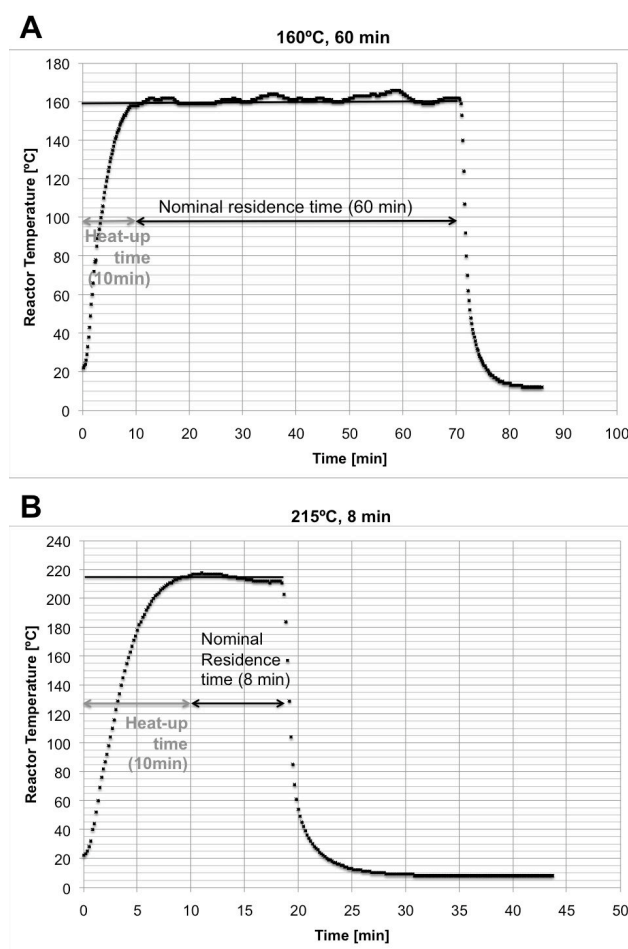 A
160ºC, 60 min
Reactor Temperature [ºC]
180
160
140
120
100
80
60
40
20
0
Nominal residence time (60 min)
Heat-up
time
(10min)
0 10 20 30 40 50 60 70 80 90 100
Time [min]
B
215ºC, 8 min
Reactor Temperature [ºC]
240
220
200
180
160
140
120
100
80
60
40
20
0
Nominal
Residence
time (8 min)
Heat-up
time
(10min)
0 5 10 15 20 25 30 35 40 45 50
Time [min]